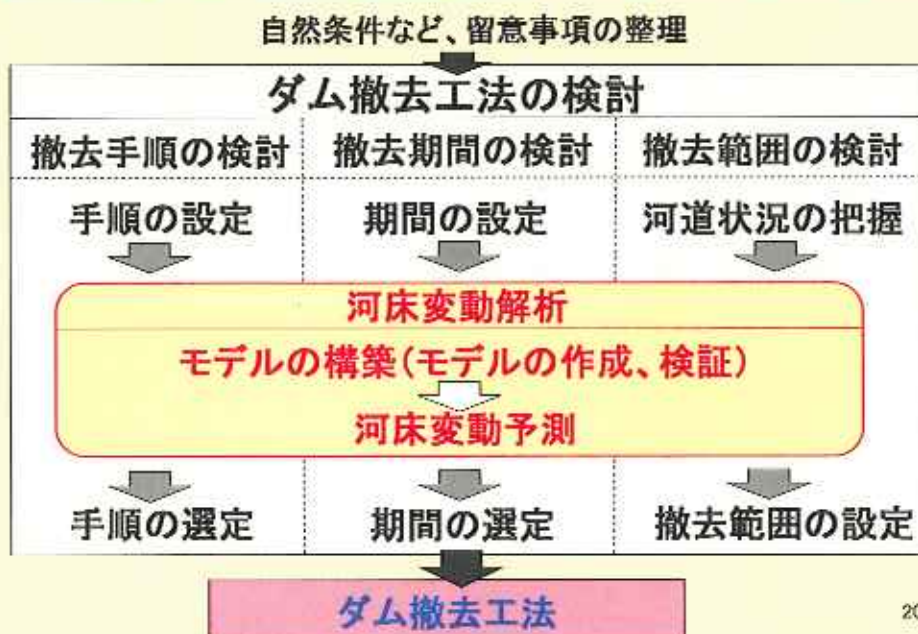 自然条件など、留意事項の整理
ダム撤去工法の検討
撤去手順の検討 撤去期間の検討 撤去範囲の検討
手順の設定 期間の設定 河道状況の把握
河床変動解析
モデルの構築(モデルの作成、検証)
河床変動予測
手順の選定 期間の選定 撤去範囲の設定
ダム撤去工法
20